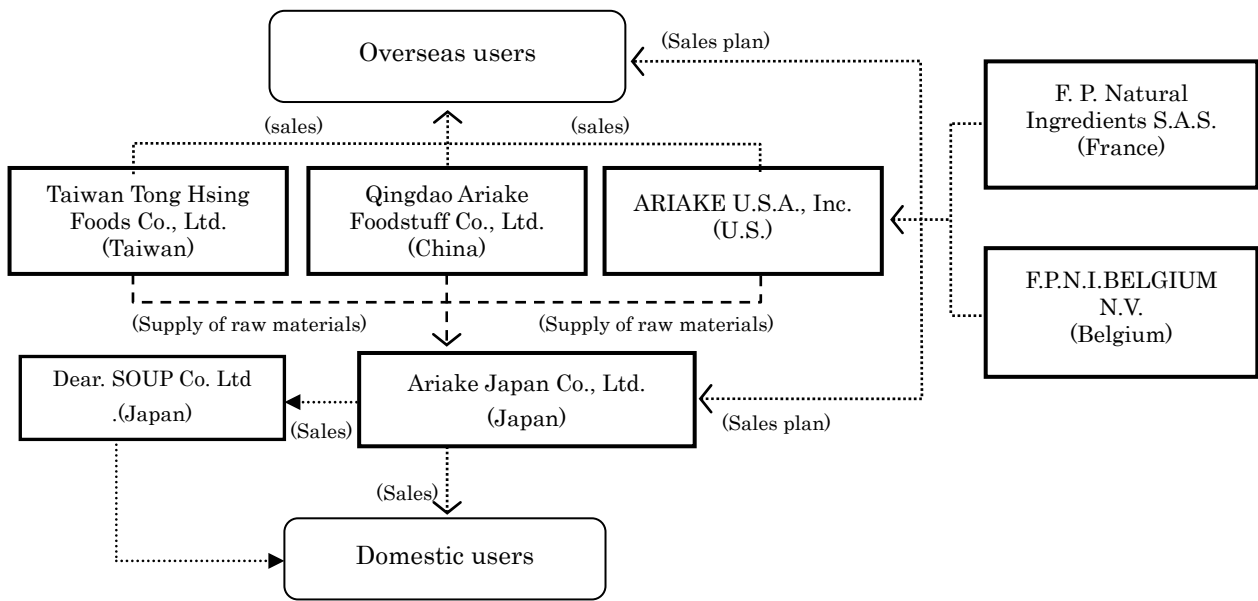 Overseas users
(Sales plan)
F. P. Natural
Ingredients S.A.S.
(France)
(sales)
(sales)
Taiwan Tong Hsing
Foods Co., Ltd.
(Taiwan)
Qingdao Ariake
Foodstuff Co., Ltd.
(China)
ARIAKE U.S.A., Inc.
(U.S.)
F.P.N.I.BELGIUM
N.V.
(Belgium)
(Supply of raw materials)
(Supply of raw materials)
Dear. SOUP Co. Ltd
.(Japan)
(Sales)
Ariake Japan Co., Ltd.
(Japan)
(Sales plan)
(Sales)
Domestic users